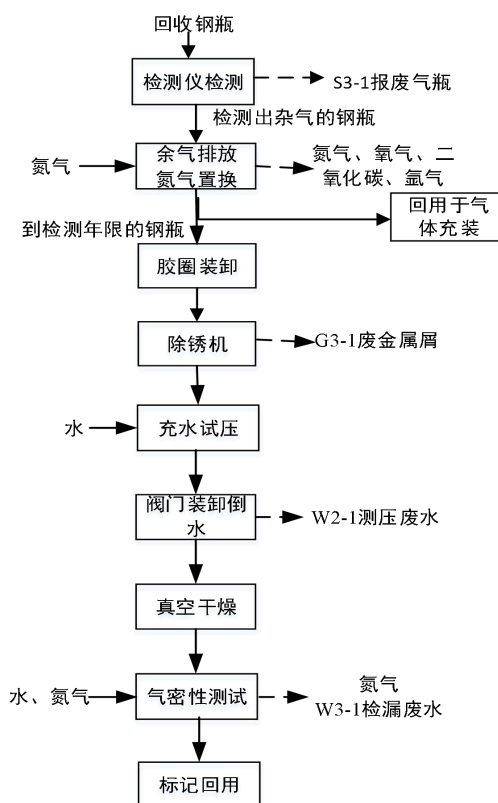 回收钢瓶
检测仪检测
S3-1报废气瓶
检测出杂气的钢瓶
氮气
余气排放
氮气置换
氮气、氧气、二
氧化碳、氩气
回用于气
体充装
到检测年限的钢瓶
胶圈装卸
除锈机
G3-1废金属屑
水
充水试压
阀门装卸倒
水
W2-1测压废水
真空干燥
水、氮气
气密性测试
氮气
W3-1检漏废水
标记回用